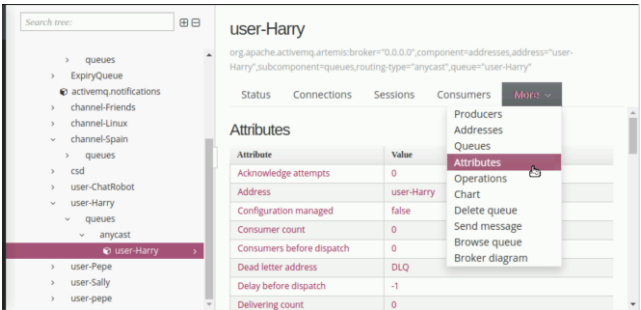 Search tree:
queues
ExpiryQueue
activemq.notifications
channel-Friends
channel-Linux
channel-Spain
queues
csd
user-ChatRobot
user-Harry
queues
anycast
user-Harry
user-Pepe
user-Sally
user-pepe
user-Harry
org.apache.activemq.artemis:broker="0.0.0.0",component=addresses,address="user-
Harry",subcomponent=queues,routing-type="anycast",queue="user-Harry"
Status Connections Sessions Consumers More
Producers
Addresses
Queues
Attributes
Operations
Chart
Delete queue
Send message
Browse queue
Broker diagram
Attributes
Attribute Value
Acknowledge attempts 0
Address user-Harry
Configuration managed false
Consumer count 0
Consumers before dispatch 0
Dead letter address DLQ
Delay before dispatch -1
Delivering count 0